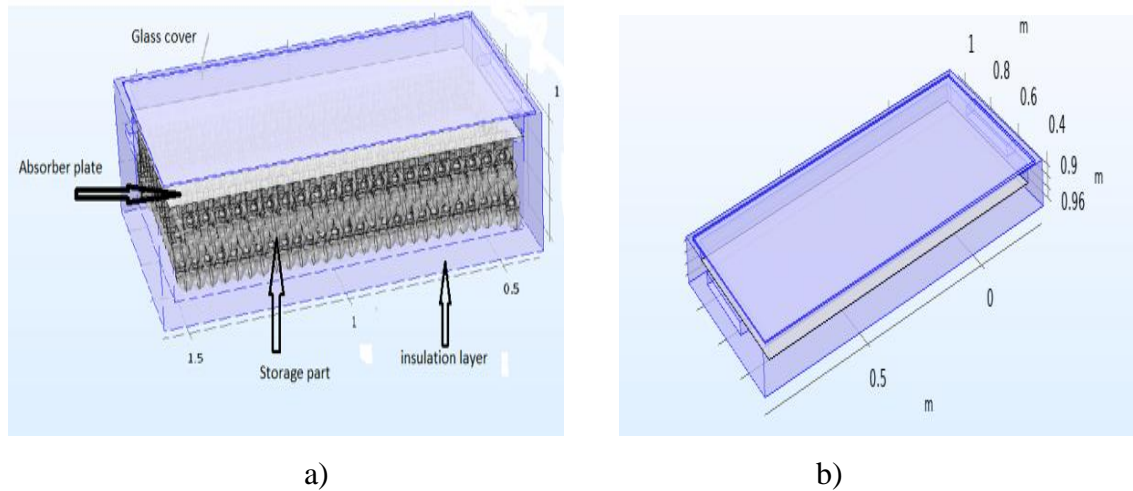 Glass cover
Absorber plate
1
0.5
insulation layer
1
Storage part
1.5
m
1
0.8
0.6
0.4
0.9
m
0.96
0
0.5
m
a)
b)